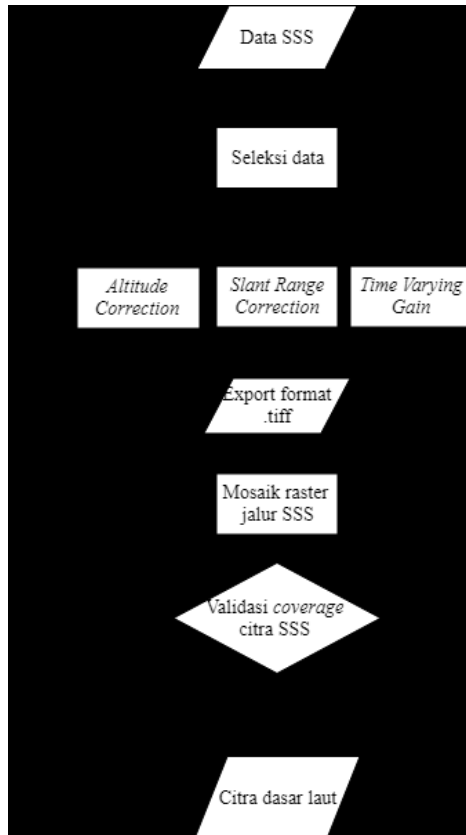 Data SSS
Seleksi data
Altitude
Correction
Slant Range
Correction
Time Varying
Gain
Export format
.tiff
Mosaik raster
jalur SSS
Validasi coverage
citra SSS
Citra dasar laut